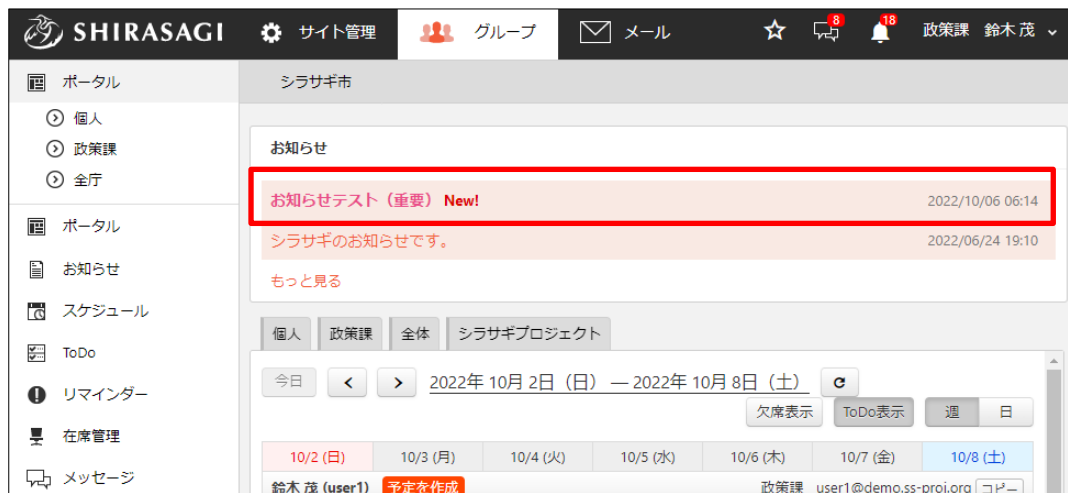 SHIRASAGI サイト管理 グループ メール 8 18 政策課 鈴木 茂
ポータル
シラサギ市
個人
政策課
全庁
お知らせ
お知らせテスト（重要） New! 2022/10/06 06:14
シラサギのお知らせです。 2022/06/24 19:10
もっと見る
ポータル
お知らせ
スケジュール
ToDo
リマインダー
在席管理
メッセージ
個人 政策課 全体 シラサギプロジェクト
今日 2022年 10月 2日（日） — 2022年 10月 8日（土）
欠席表示 ToDo表示 週 日
10/2 (日) 10/3 (月) 10/4 (火) 10/5 (水) 10/6 (木) 10/7 (金) 10/8 (土)
鈴木 茂 (user1) 予定を作成 政策課 user1@demo.ss-proj.org コピー